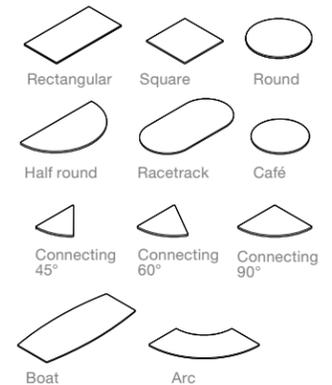 Rectangular
Square
Round
Half round
Racetrack
Café
Connecting
45°
Connecting
60°
Connecting
90°
Boat
Arc